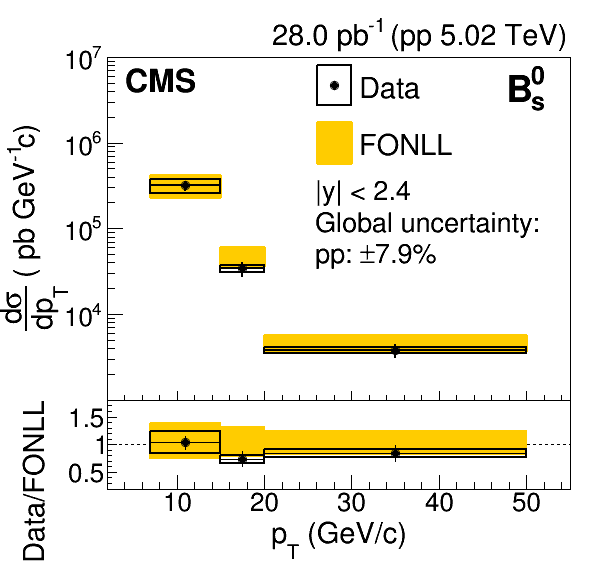 28.0 pb⁻¹ (pp 5.02 TeV)
CMS
B⁰ₛ
Data
FONLL
|y| < 2.4
Global uncertainty:
pp: ±7.9%
10⁷
10⁶
10⁵
10⁴
dσ/dp_T ( pb GeV⁻¹c)
1.5
1
0.5
Data/FONLL
10 20 30 40 50
p_T (GeV/c)